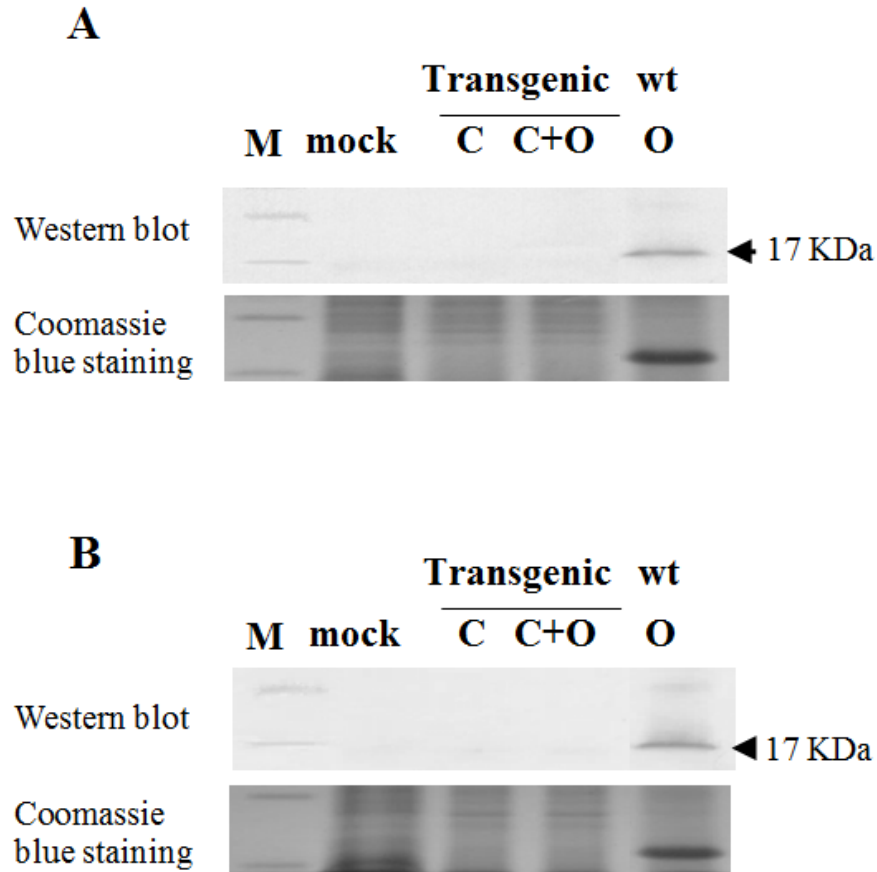 A
Transgenic wt
M mock C C+O O
Western blot
17 KDa
Coomassie
blue staining
B
Transgenic wt
M mock C C+O O
Western blot
17 KDa
Coomassie
blue staining